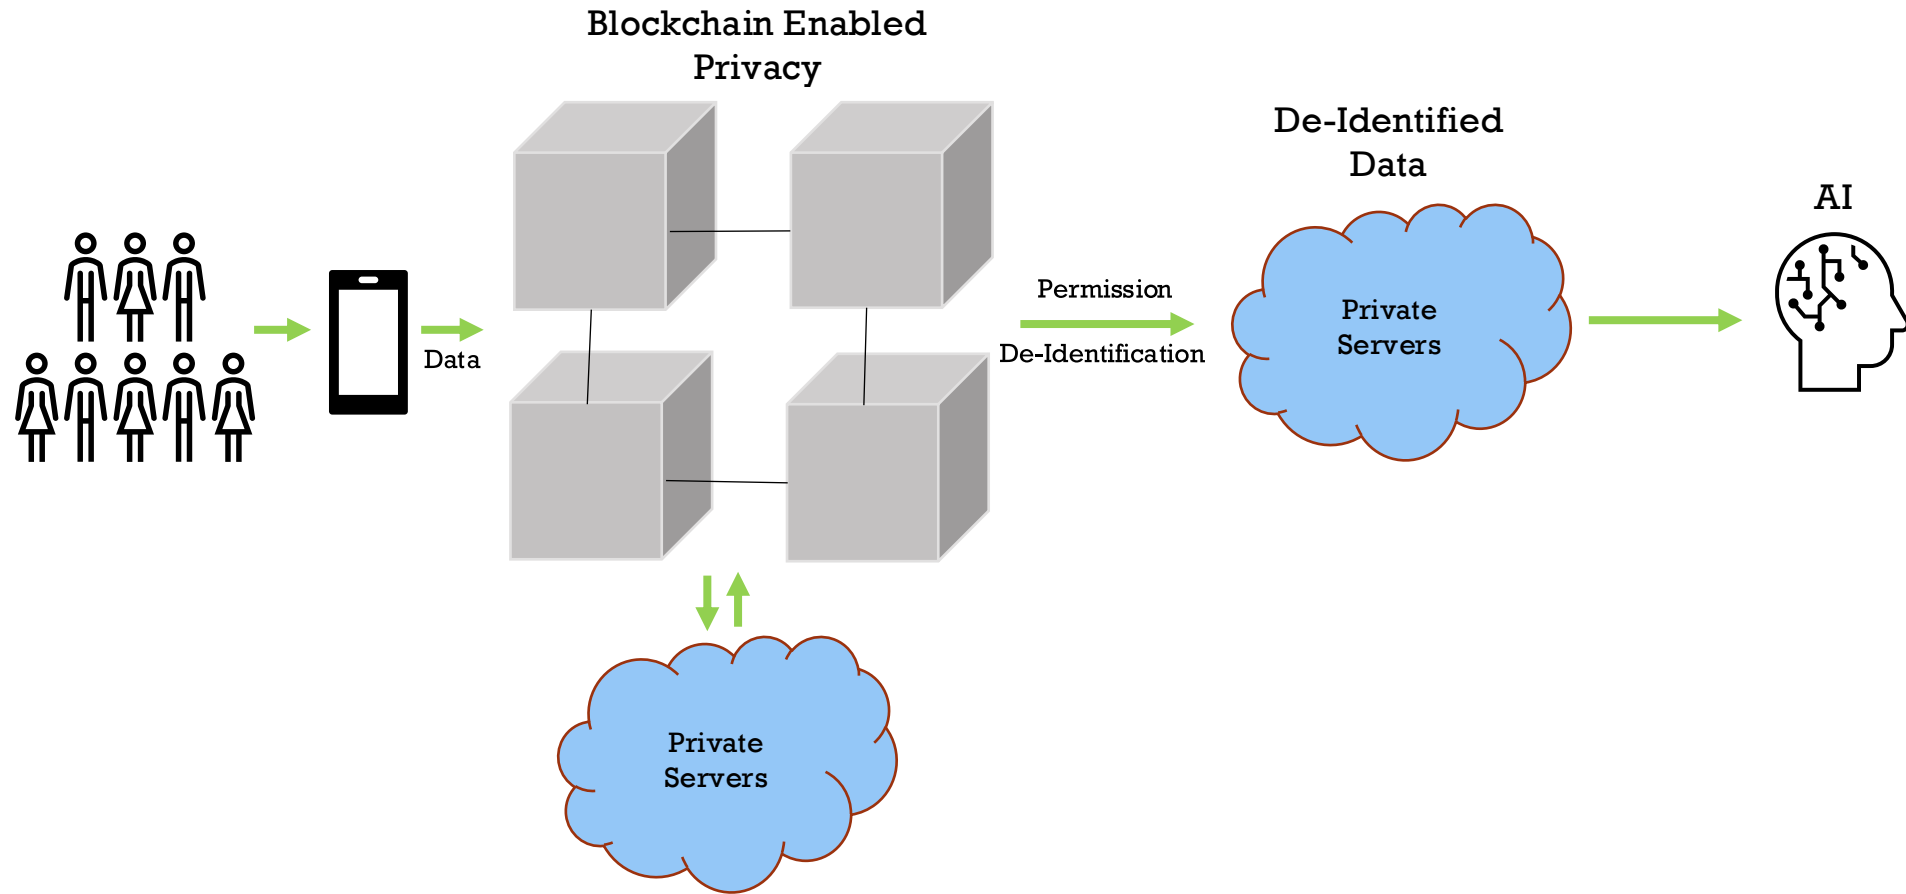 Blockchain Enabled
Privacy
De-Identified
Data
AI
Permission
De-Identification
Data
Private
Servers
Private
Servers